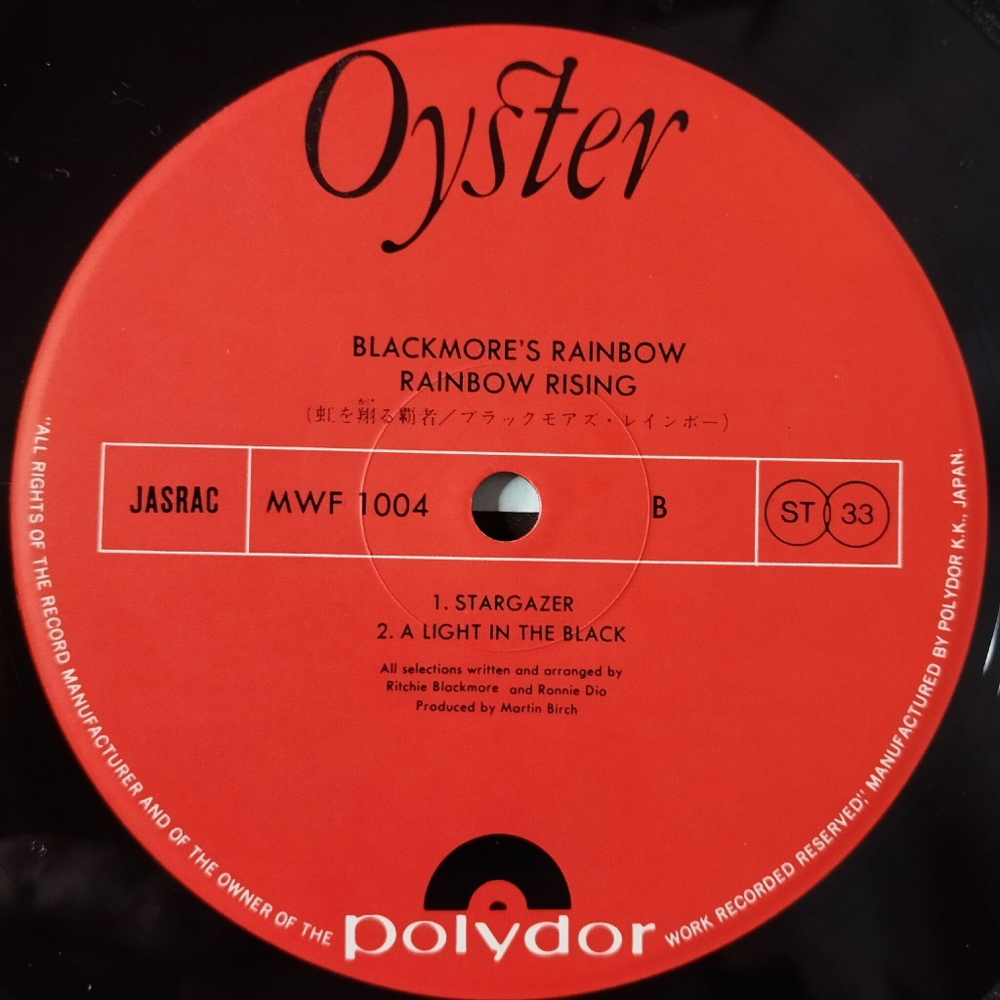 Oyster
BLACKMORE'S RAINBOW
RAINBOW RISING
(虹を翔る覇者/ブラックモアズ・レインボー)
JASRAC
MWF 1004
B
ST 33
1. STARGAZER
2. A LIGHT IN THE BLACK
All selections written and arranged by
Ritchie Blackmore and Ronnie Dio
Produced by Martin Birch
polydor
"ALL RIGHTS OF THE RECORD MANUFACTURER AND OF THE OWNER OF THE WORK RECORDED RESERVED," MANUFACTURED BY POLYDOR K.K., JAPAN.